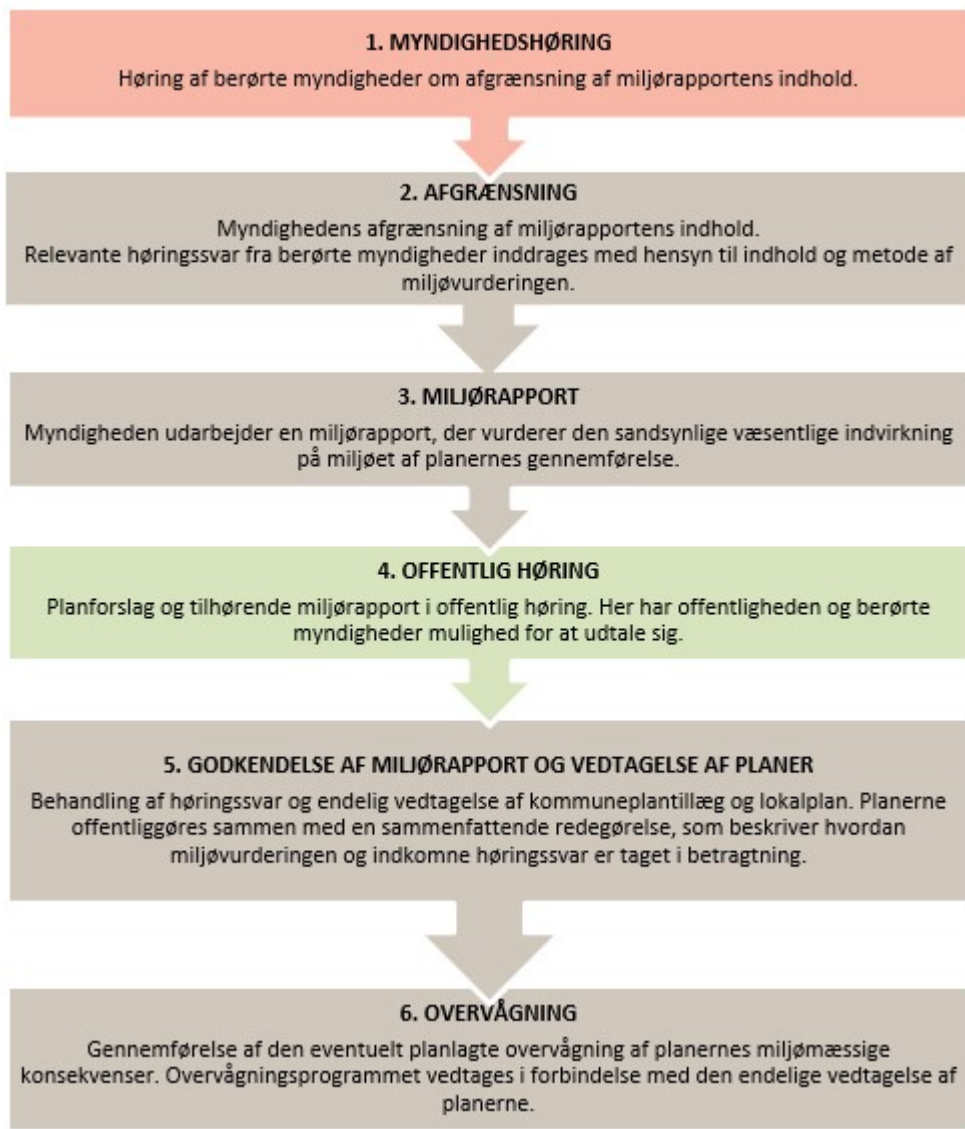 1. MYNDIGHEDSHØRING
Høring af berørte myndigheder om afgrænsning af miljørapportens indhold.
2. AFGRÆNSNING
Myndighedens afgrænsning af miljørapportens indhold.
Relevante høringssvar fra berørte myndigheder inddrages med hensyn til indhold og metode af
miljøvurderingen.
3. MILJØRAPPORT
Myndigheden udarbejder en miljørapport, der vurderer den sandsynlige væsentlige indvirkning
på miljøet af planernes gennemførelse.
4. OFFENTLIG HØRING
Planforslag og tilhørende miljørapport i offentlig høring. Her har offentligheden og berørte
myndigheder mulighed for at udtale sig.
5. GODKENDELSE AF MILJØRAPPORT OG VEDTAGELSE AF PLANER
Behandling af høringssvar og endelig vedtagelse af kommuneplantillæg og lokalplan. Planerne
offentliggøres sammen med en sammenfattende redegørelse, som beskriver hvordan
miljøvurderingen og indkomne høringssvar er taget i betragtning.
6. OVERVÅGNING
Gennemførelse af den eventuelt planlagte overvågning af planernes miljømæssige
konsekvenser. Overvågningsprogrammet vedtages i forbindelse med den endelige vedtagelse af
planerne.